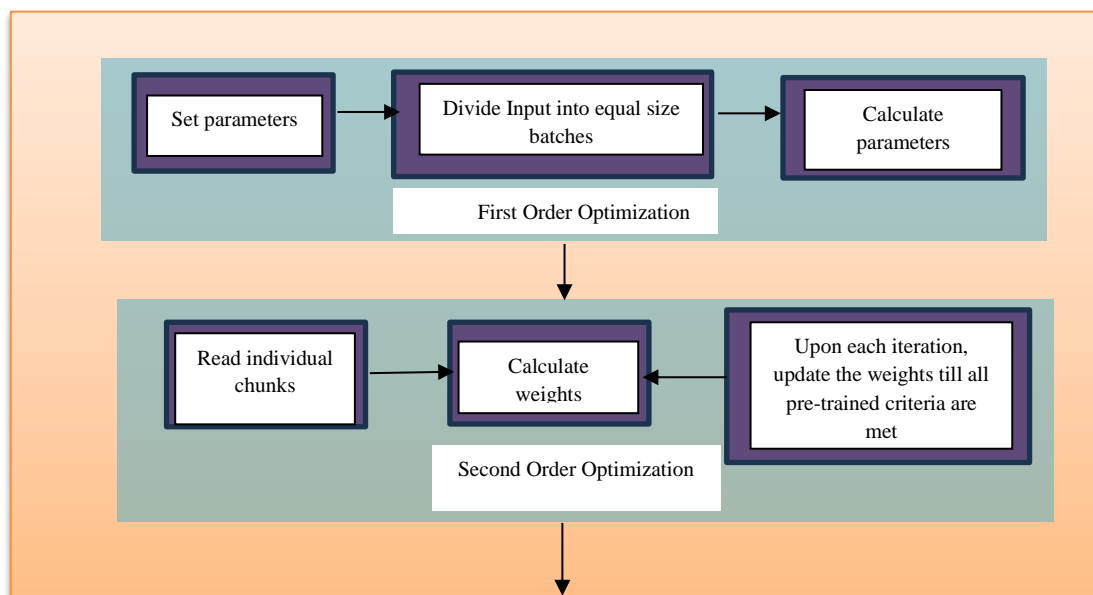 Set parameters
Divide Input into equal size
batches
Calculate
parameters
First Order Optimization
Read individual
chunks
Calculate
weights
Upon each iteration,
update the weights till all
pre-trained criteria are
met
Second Order Optimization